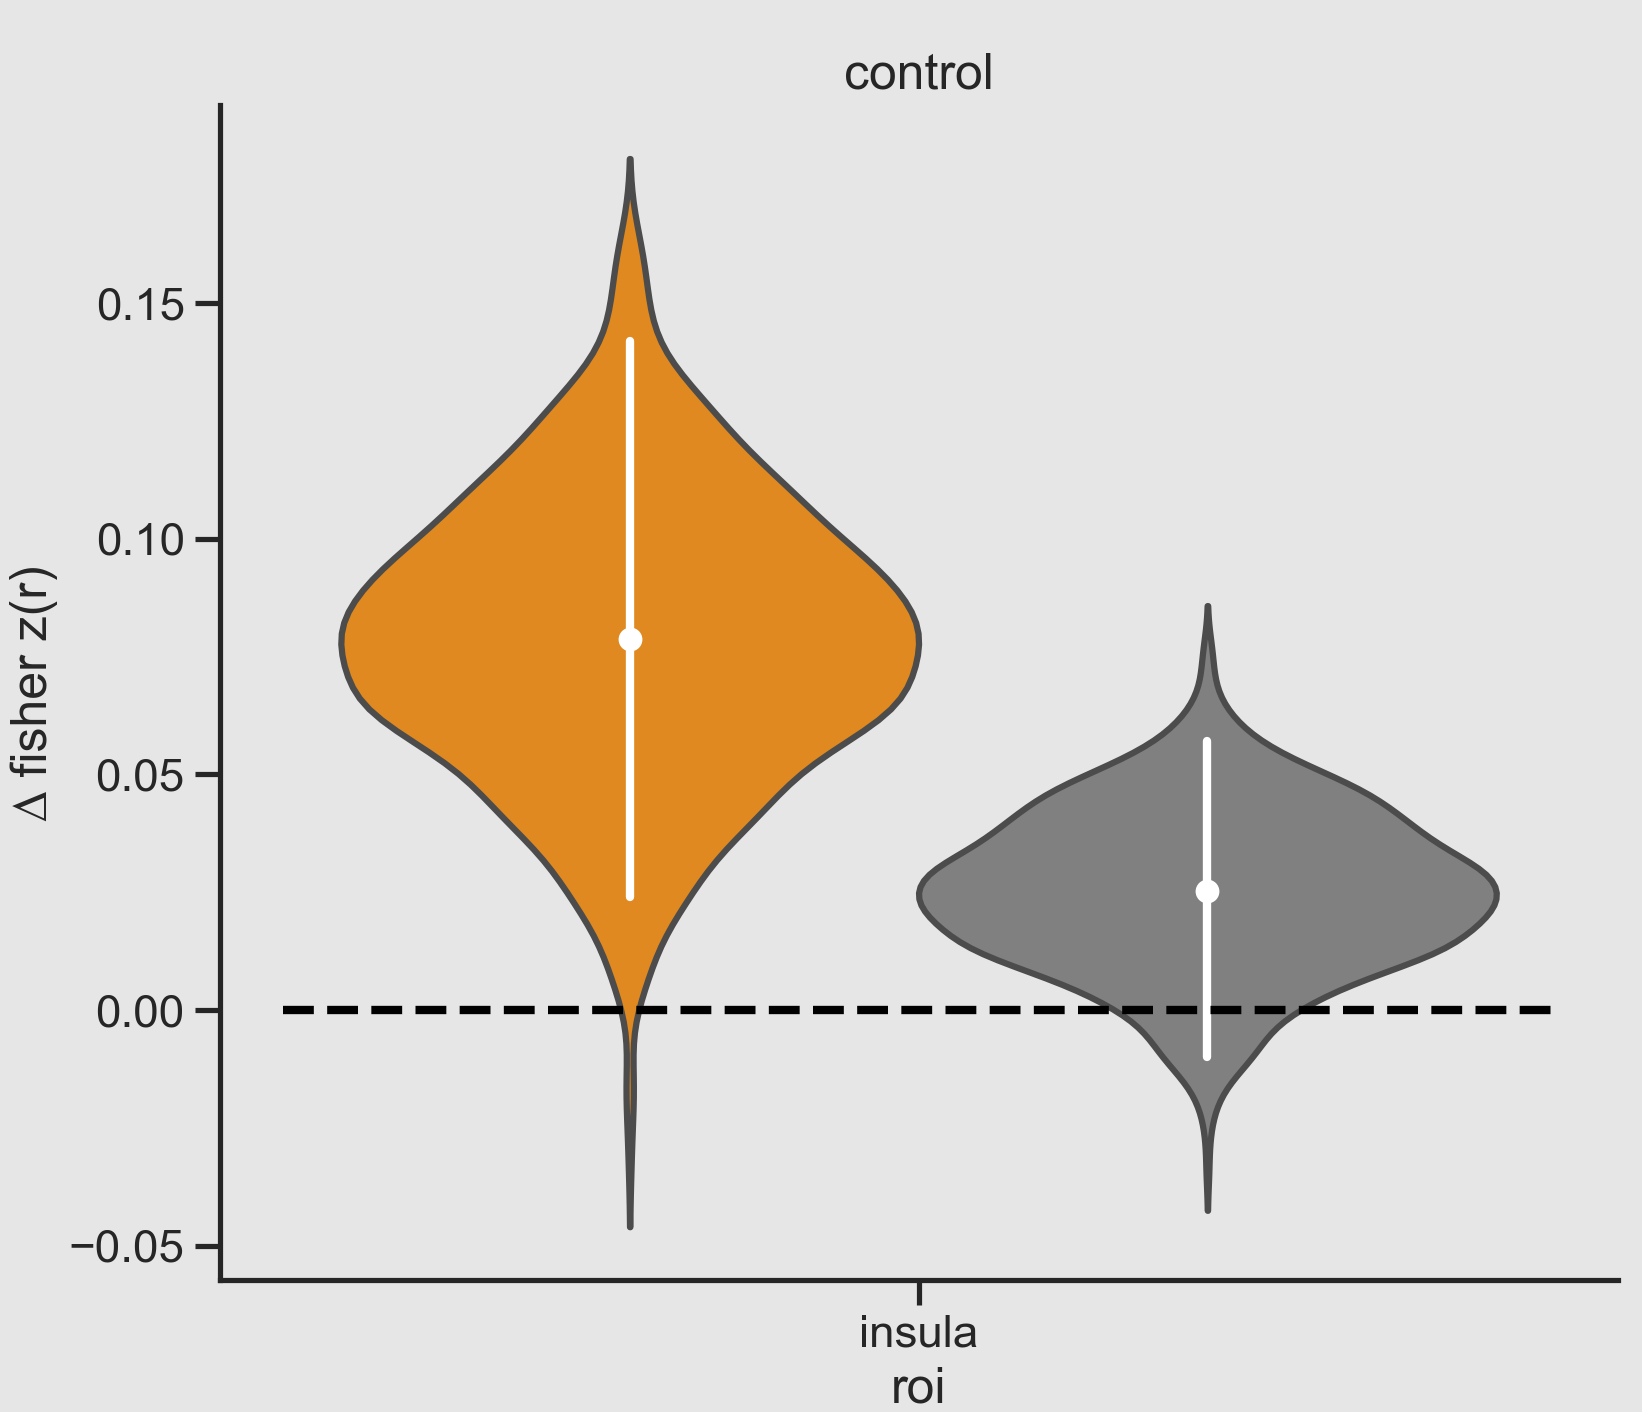 control
Δ fisher z(r)
0.15
0.10
0.05
0.00
−0.05
insula
roi